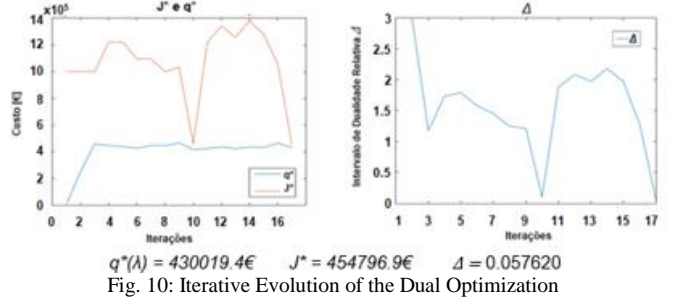 J* e q*
Δ
×10⁵
14
12
10
8
6
4
2
0
Custo [€]
0 2 4 6 8 10 12 14 16
Iterações
q*
J*
3
2.5
2
1.5
1
0.5
0
Intervalo de Dualidade Relativa Δ
1 3 5 7 9 11 13 15 17
Iterações
Δ
q*(λ) = 430019.4€ J* = 454796.9€ Δ = 0.057620
Fig. 10: Iterative Evolution of the Dual Optimization